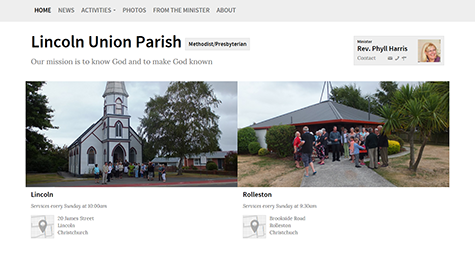 HOME NEWS ACTIVITIES PHOTOS FROM THE MINISTER ABOUT
Lincoln Union Parish Methodist/Presbyterian
Our mission is to know God and to make God known
Minister
Rev. Phyll Harris
Contact
Lincoln
Services every Sunday at 10.00am
20 James Street
Lincoln
Christchurch
Rolleston
Services every Sunday at 9.30am
Brookside Road
Rolleston
Christchuch